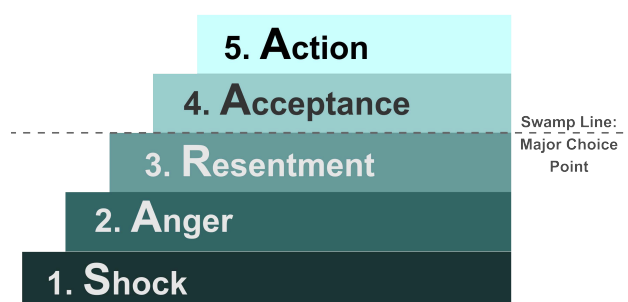 5. Action
4. Acceptance
Swamp Line:
Major Choice
Point
3. Resentment
2. Anger
1. Shock